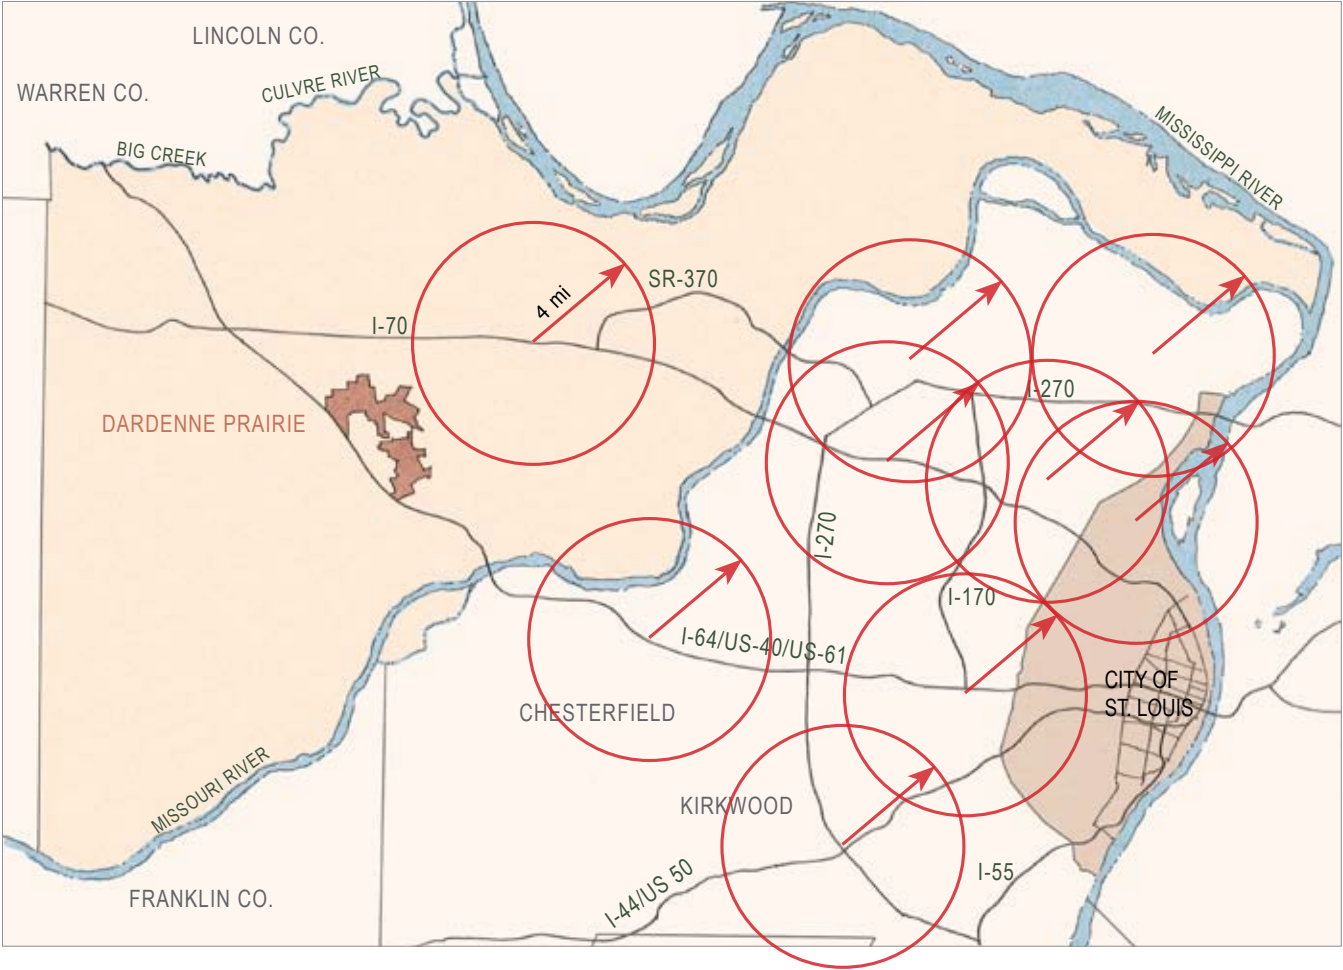 LINCOLN CO.
WARREN CO.
CULVRE RIVER
BIG CREEK
MISSISSIPPI RIVER
4 mi
SR-370
I-70
DARDENNE PRAIRIE
I-270
I-270
I-170
I-64/US-40/US-61
CITY OF
ST. LOUIS
CHESTERFIELD
MISSOURI RIVER
KIRKWOOD
I-44/US 50
I-55
FRANKLIN CO.